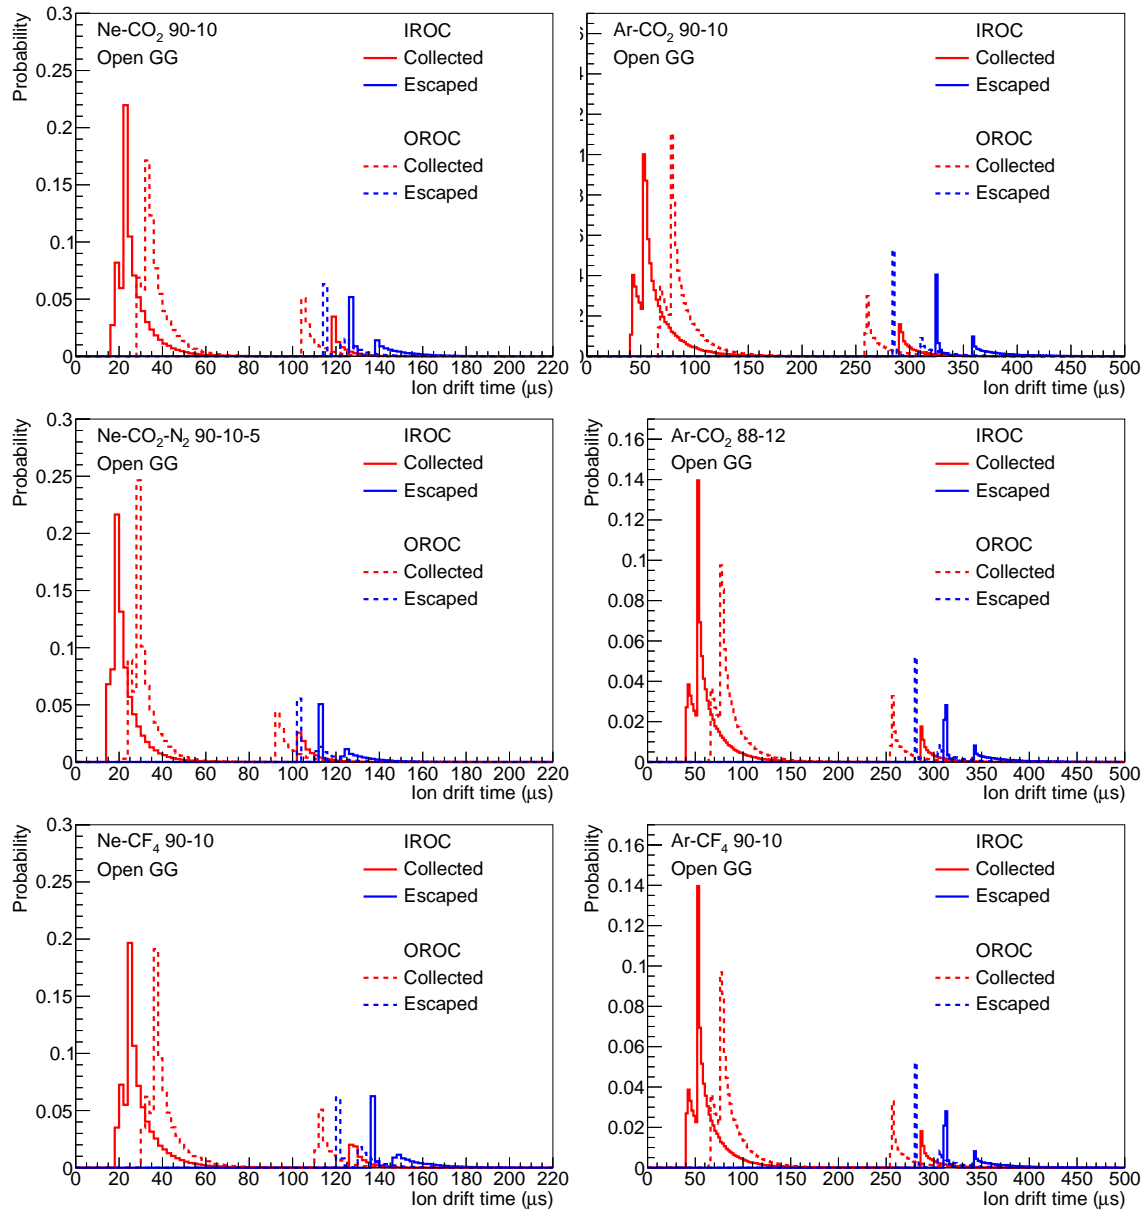 Ne-CO2 90-10
Open GG
IROC
Collected
Escaped
OROC
Collected
Escaped
Probability
0.3
0.25
0.2
0.15
0.1
0.05
0
0 20 40 60 80 100 120 140 160 180 200 220
Ion drift time (μs)
Ar-CO2 90-10
Open GG
IROC
Collected
Escaped
OROC
Collected
Escaped
6
4
2
1
8
6
4
2
0
0 50 100 150 200 250 300 350 400 450 500
Ion drift time (μs)
Ne-CO2-N2 90-10-5
Open GG
IROC
Collected
Escaped
OROC
Collected
Escaped
Probability
0.3
0.25
0.2
0.15
0.1
0.05
0
0 20 40 60 80 100 120 140 160 180 200 220
Ion drift time (μs)
Ar-CO2 88-12
Open GG
IROC
Collected
Escaped
OROC
Collected
Escaped
Probability
0.16
0.14
0.12
0.1
0.08
0.06
0.04
0.02
0
0 50 100 150 200 250 300 350 400 450 500
Ion drift time (μs)
Ne-CF4 90-10
Open GG
IROC
Collected
Escaped
OROC
Collected
Escaped
Probability
0.3
0.25
0.2
0.15
0.1
0.05
0
0 20 40 60 80 100 120 140 160 180 200 220
Ion drift time (μs)
Ar-CF4 90-10
Open GG
IROC
Collected
Escaped
OROC
Collected
Escaped
Probability
0.16
0.14
0.12
0.1
0.08
0.06
0.04
0.02
0
0 50 100 150 200 250 300 350 400 450 500
Ion drift time (μs)